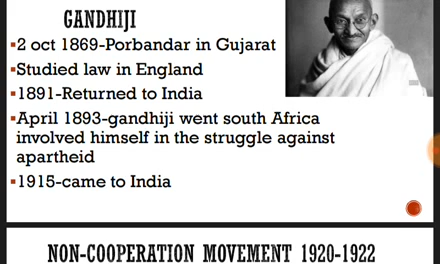 GANDHIJI
▪2 oct 1869-Porbandar in Gujarat
▪Studied law in England
▪1891-Returned to India
▪April 1893-gandhiji went south Africa
involved himself in the struggle against
apartheid
▪1915-came to India
NON-COOPERATION MOVEMENT 1920-1922